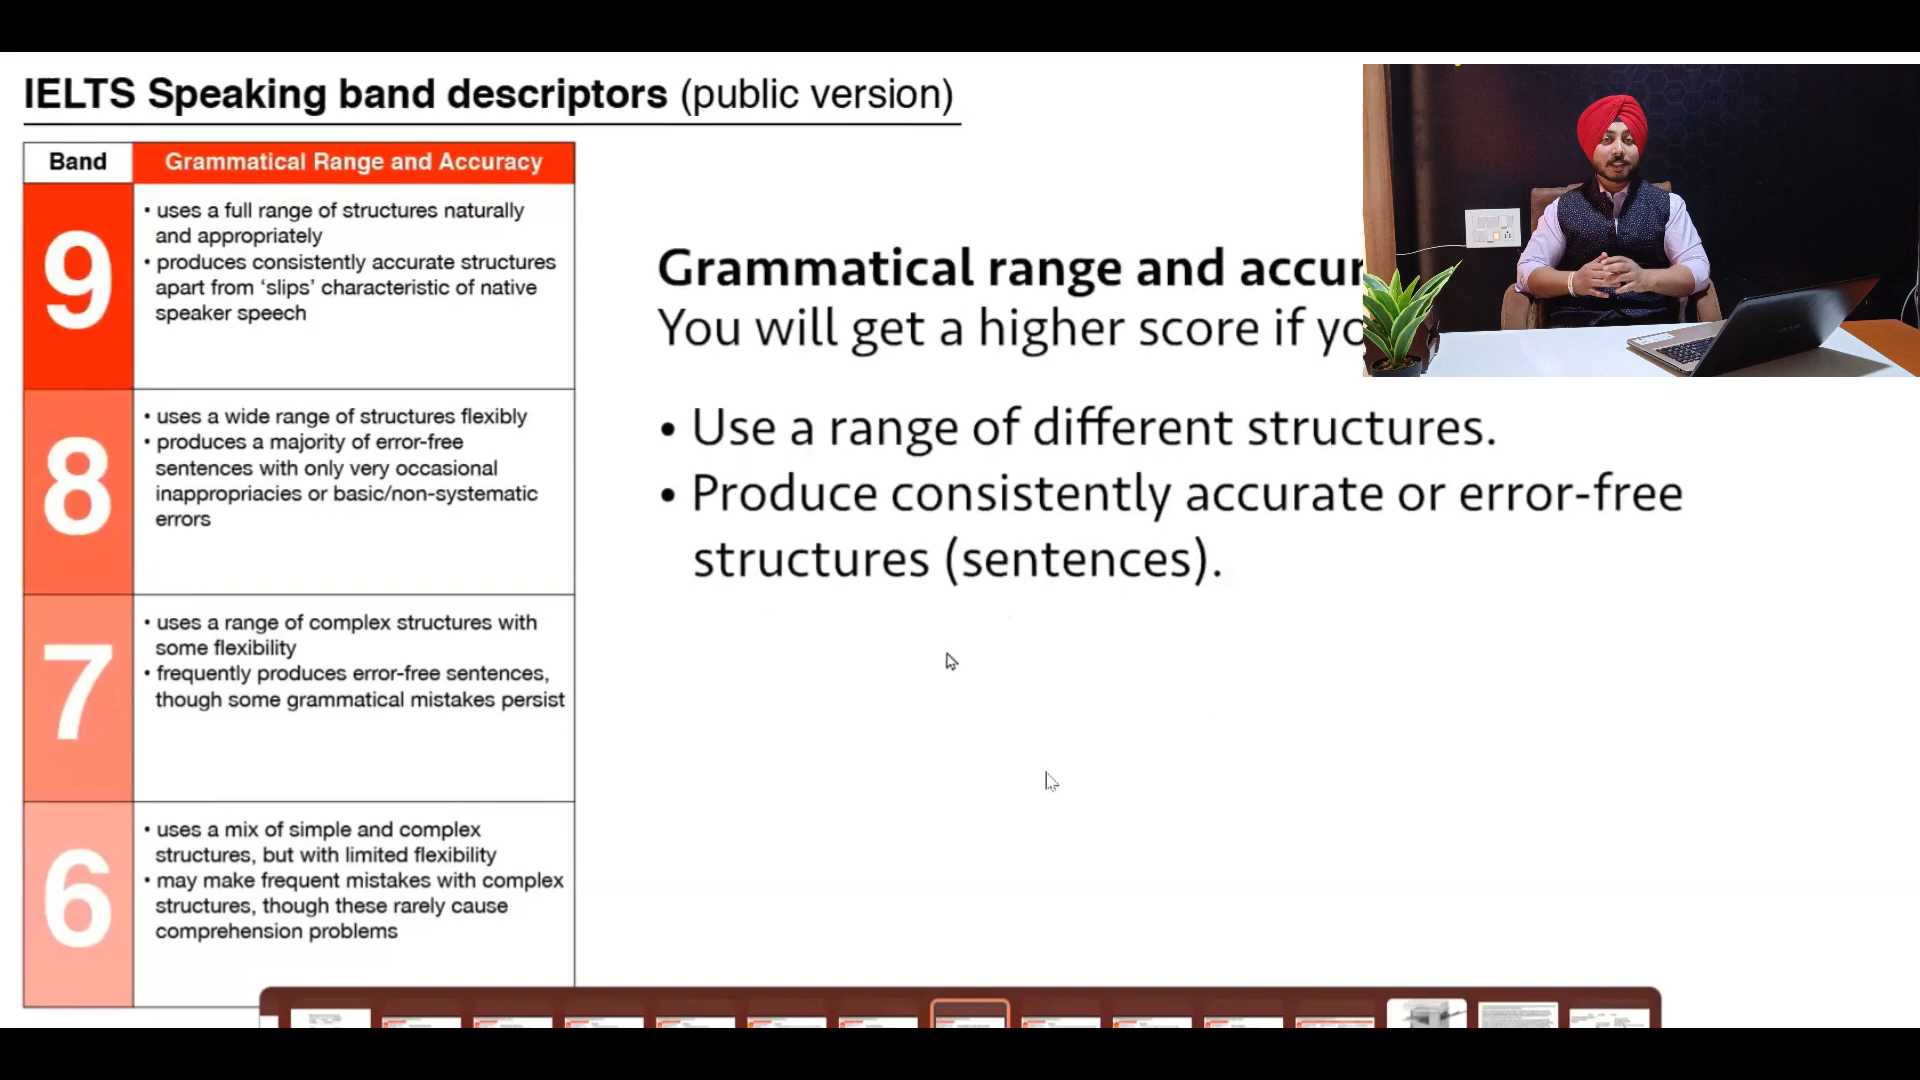 IELTS Speaking band descriptors (public version)
Band
Grammatical Range and Accuracy
9
• uses a full range of structures naturally
and appropriately
• produces consistently accurate structures
apart from ‘slips’ characteristic of native
speaker speech
8
• uses a wide range of structures flexibly
• produces a majority of error-free
sentences with only very occasional
inappropriacies or basic/non-systematic
errors
7
• uses a range of complex structures with
some flexibility
• frequently produces error-free sentences,
though some grammatical mistakes persist
6
• uses a mix of simple and complex
structures, but with limited flexibility
• may make frequent mistakes with complex
structures, though these rarely cause
comprehension problems
Grammatical range and accur
You will get a higher score if yo
• Use a range of different structures.
• Produce consistently accurate or error-free
structures (sentences).